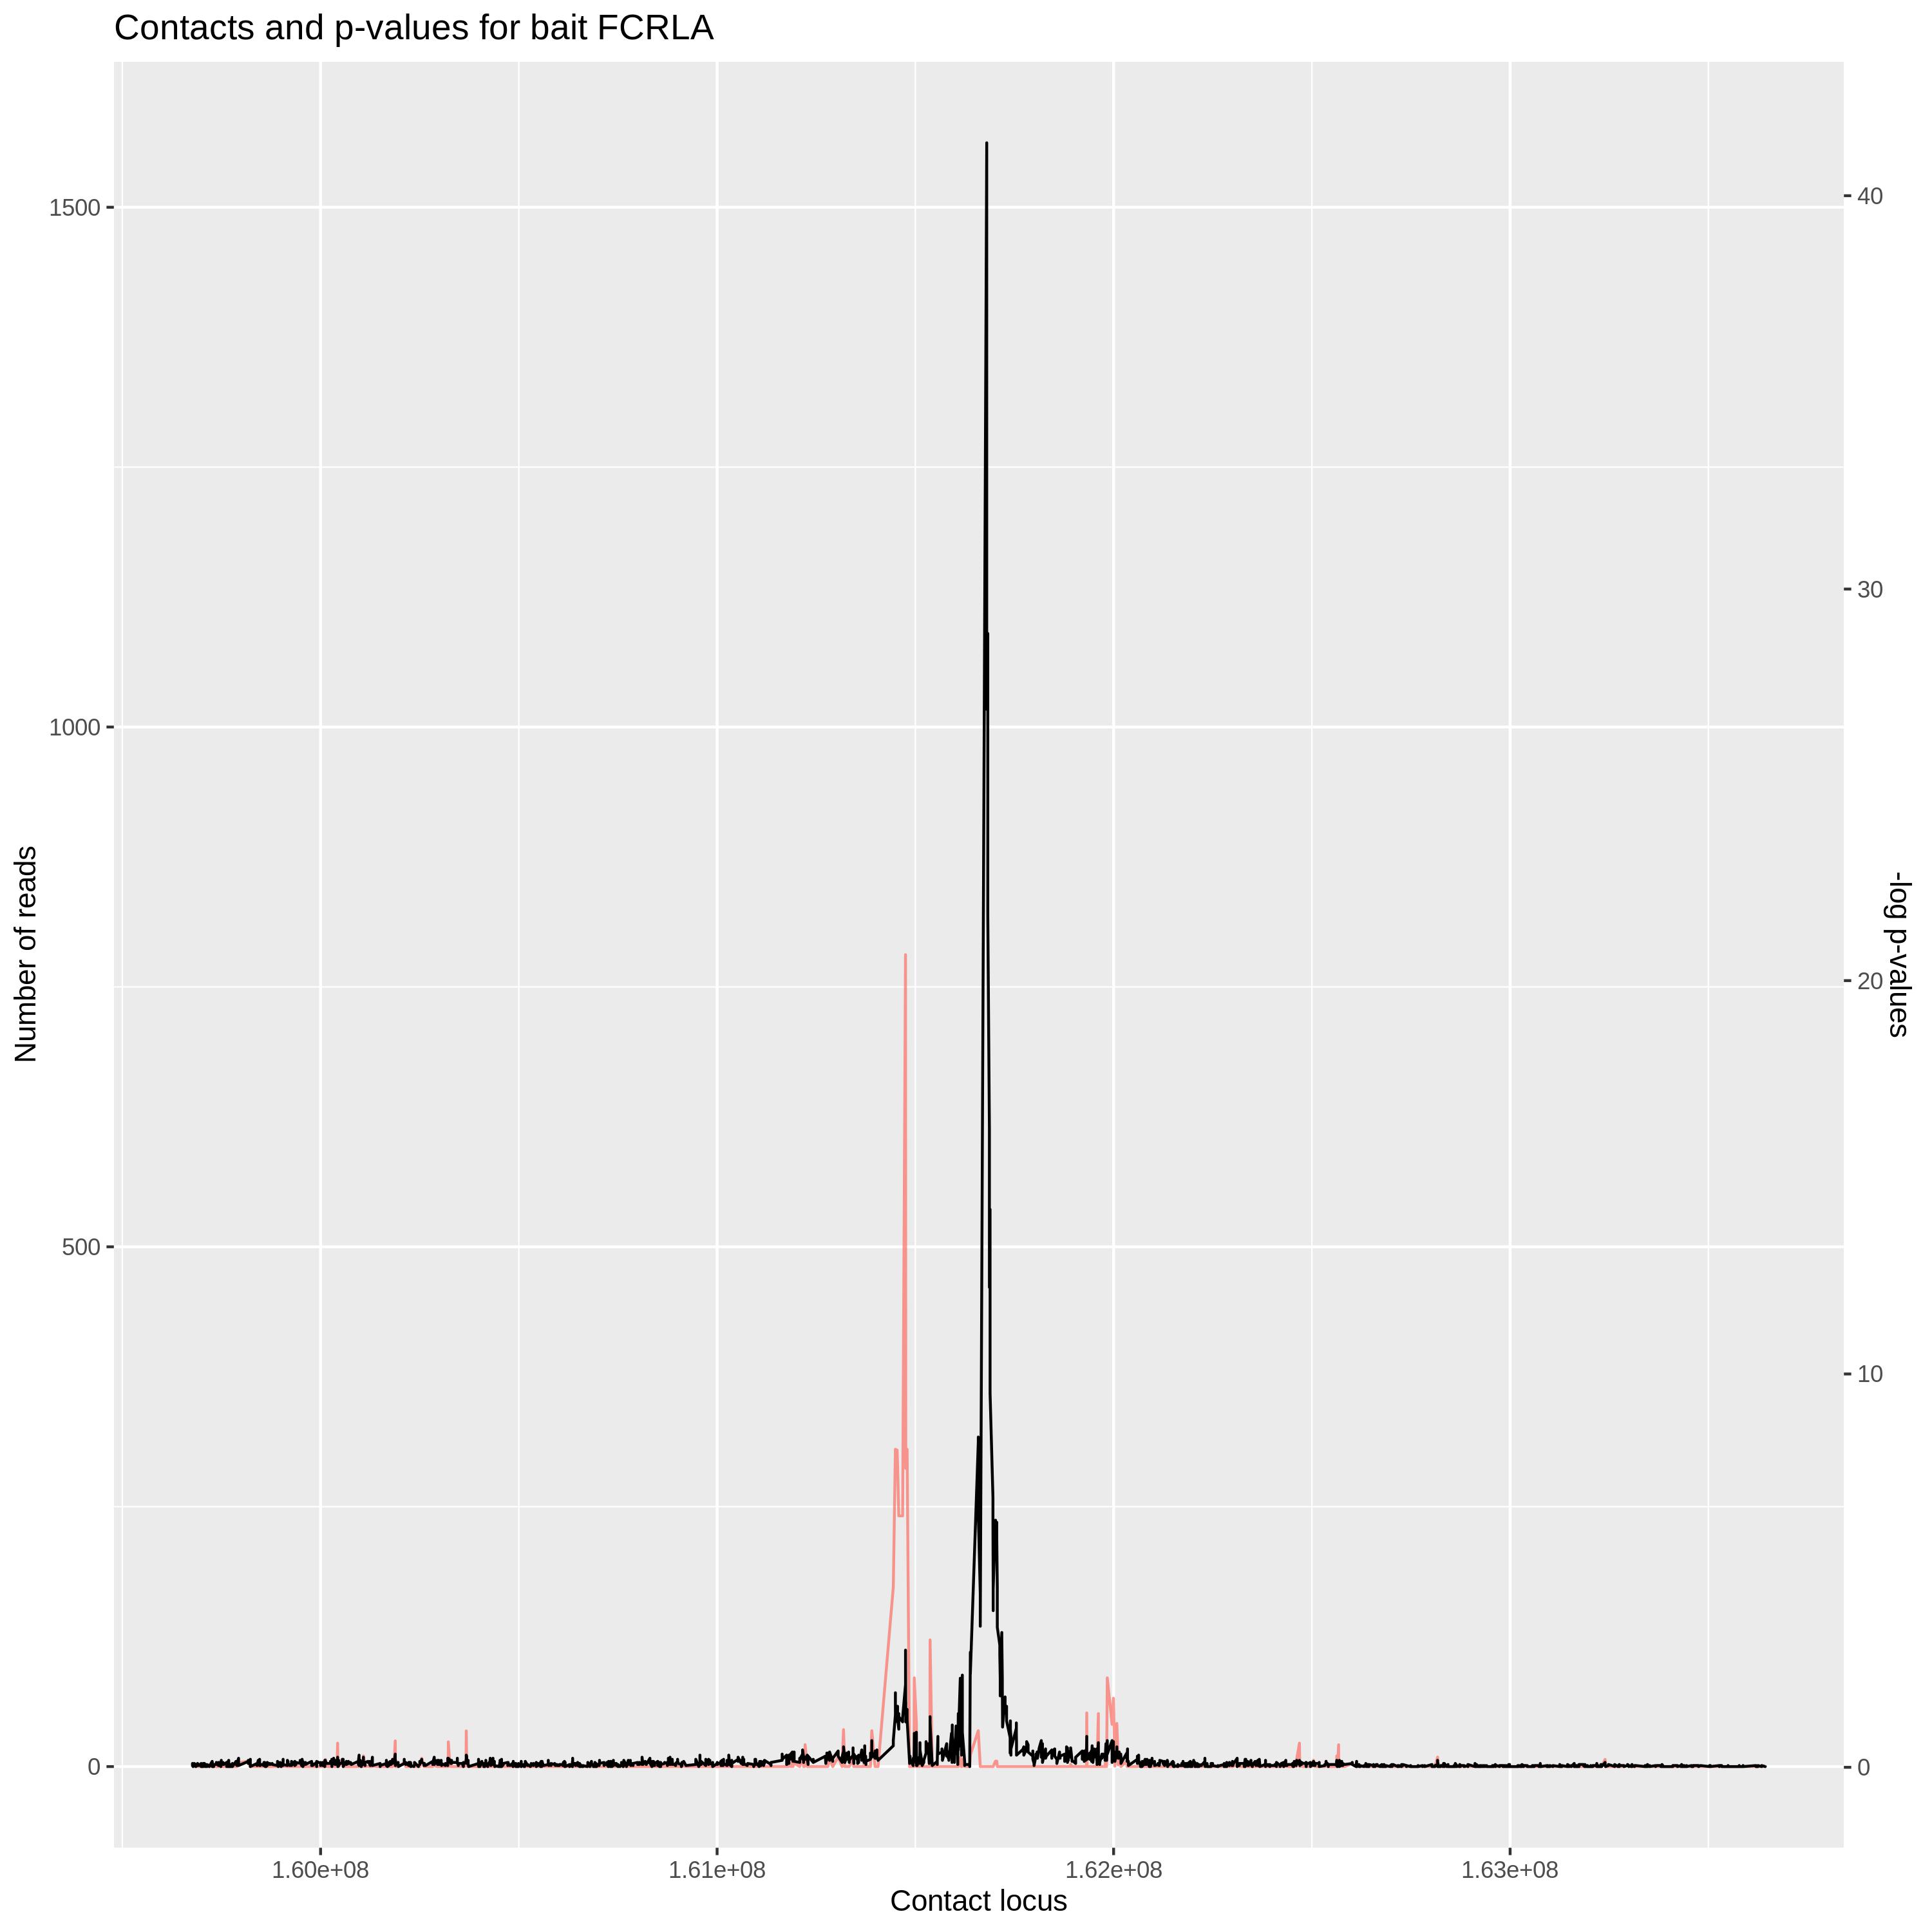 Contacts and p-values for bait FCRLA
Number of reads
1500
1000
500
0
40
30
20
10
0
-log p-values
1.60e+08
1.61e+08
1.62e+08
1.63e+08
Contact locus